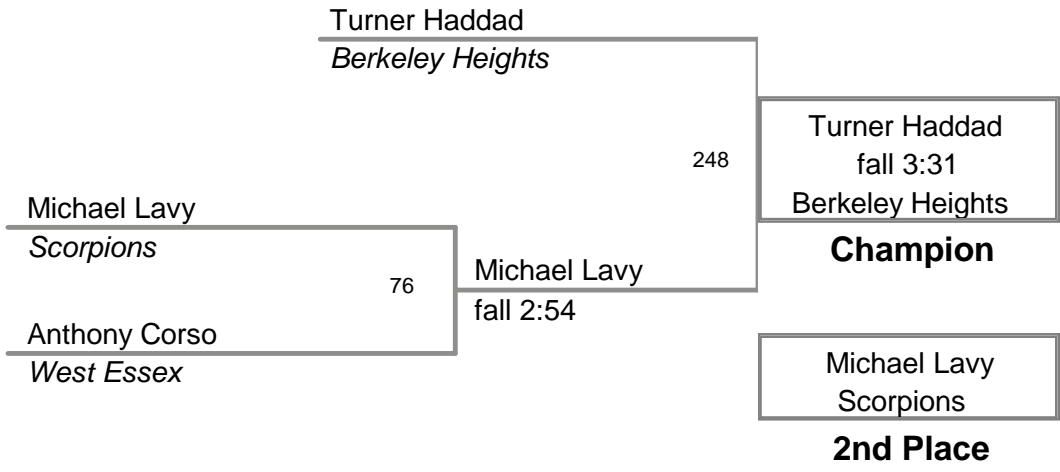 Turner Haddad
Berkeley Heights
248
Turner Haddad
fall 3:31
Berkeley Heights
Champion
Michael Lavy
Scorpions
76
Michael Lavy
fall 2:54
Anthony Corso
West Essex
Michael Lavy
Scorpions
2nd Place